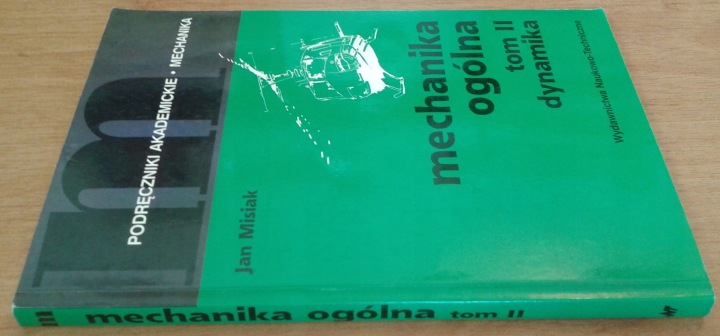 PODRĘCZNIKI AKADEMICKIE • MECHANIKA
m
Jan Misiak
mechanika
ogólna
tom II
dynamika
Wydawnictwa Naukowo-Techniczne
m mechanika ogólna tom II